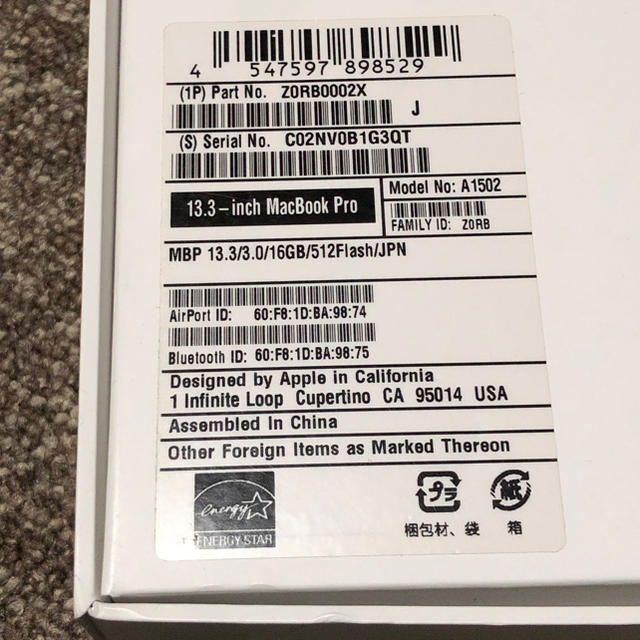 4 547597 898529
(1P) Part No. Z0RB0002X
J
(S) Serial No. C02NV0B1G3QT
13.3-inch MacBook Pro
Model No: A1502
FAMILY ID: Z0RB
MBP 13.3/3.0/16GB/512Flash/JPN
AirPort ID: 60:F8:1D:BA:98:74
Bluetooth ID: 60:F8:1D:BA:98:75
Designed by Apple in California
1 Infinite Loop Cupertino CA 95014 USA
Assembled In China
Other Foreign Items as Marked Thereon
energy
ENERGY STAR
プラ
紙
梱包材、袋
箱